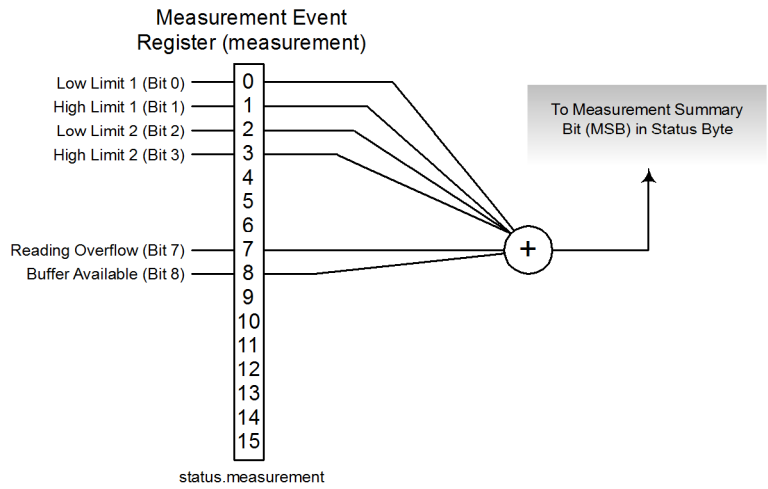 Measurement Event
Register (measurement)
Low Limit 1 (Bit 0)
High Limit 1 (Bit 1)
Low Limit 2 (Bit 2)
High Limit 2 (Bit 3)
Reading Overflow (Bit 7)
Buffer Available (Bit 8)
0
1
2
3
4
5
6
7
8
9
10
11
12
13
14
15
+
To Measurement Summary
Bit (MSB) in Status Byte
status.measurement